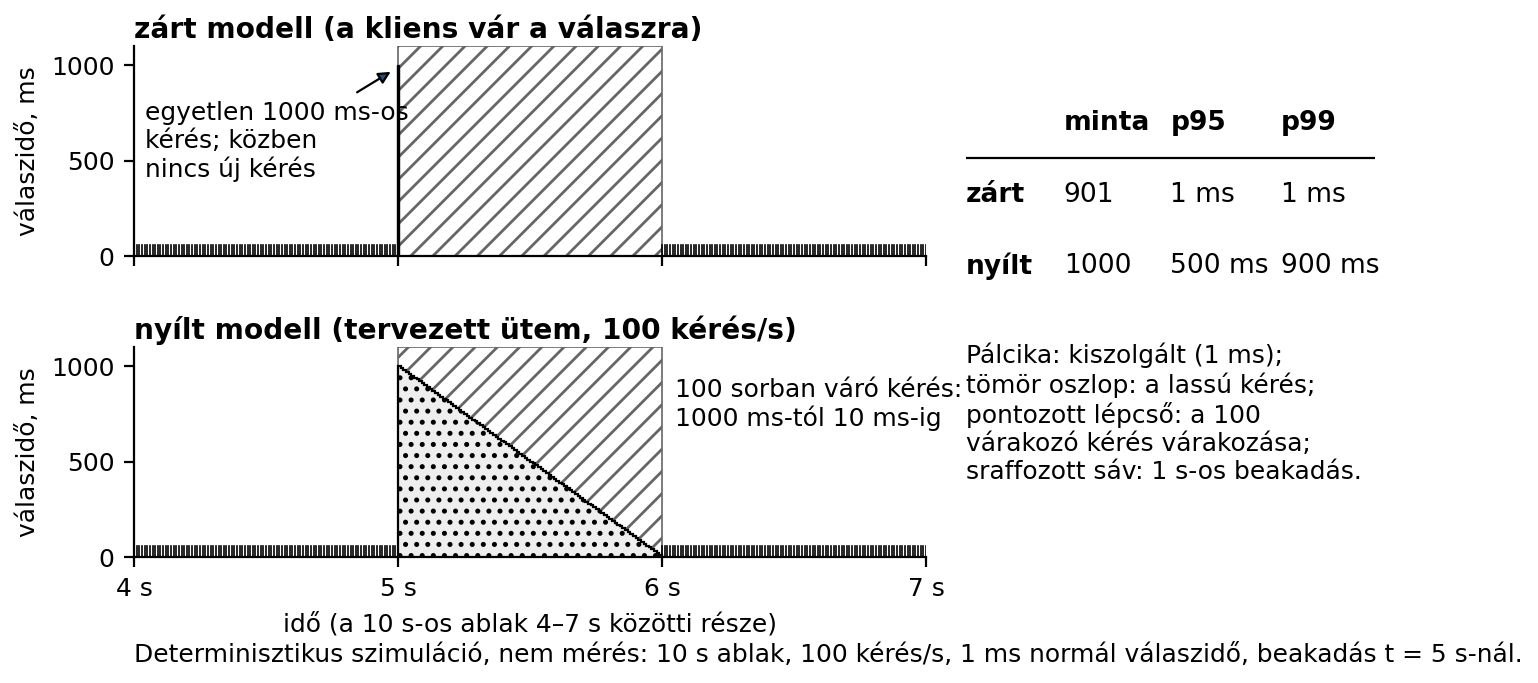 zárt modell (a kliens vár a válaszra)
válaszidő, ms
1000
500
0
egyetlen 1000 ms-os
kérés; közben
nincs új kérés
nyílt modell (tervezett ütem, 100 kérés/s)
válaszidő, ms
1000
500
0
100 sorban váró kérés:
1000 ms-tól 10 ms-ig
4 s 5 s 6 s 7 s
idő (a 10 s-os ablak 4–7 s közötti része)
minta p95 p99
zárt 901 1 ms 1 ms
nyílt 1000 500 ms 900 ms
Pálcika: kiszolgált (1 ms);
tömör oszlop: a lassú kérés;
pontozott lépcső: a 100
várakozó kérés várakozása;
sraffozott sáv: 1 s-os beakadás.
Determinisztikus szimuláció, nem mérés: 10 s ablak, 100 kérés/s, 1 ms normál válaszidő, beakadás t = 5 s-nál.